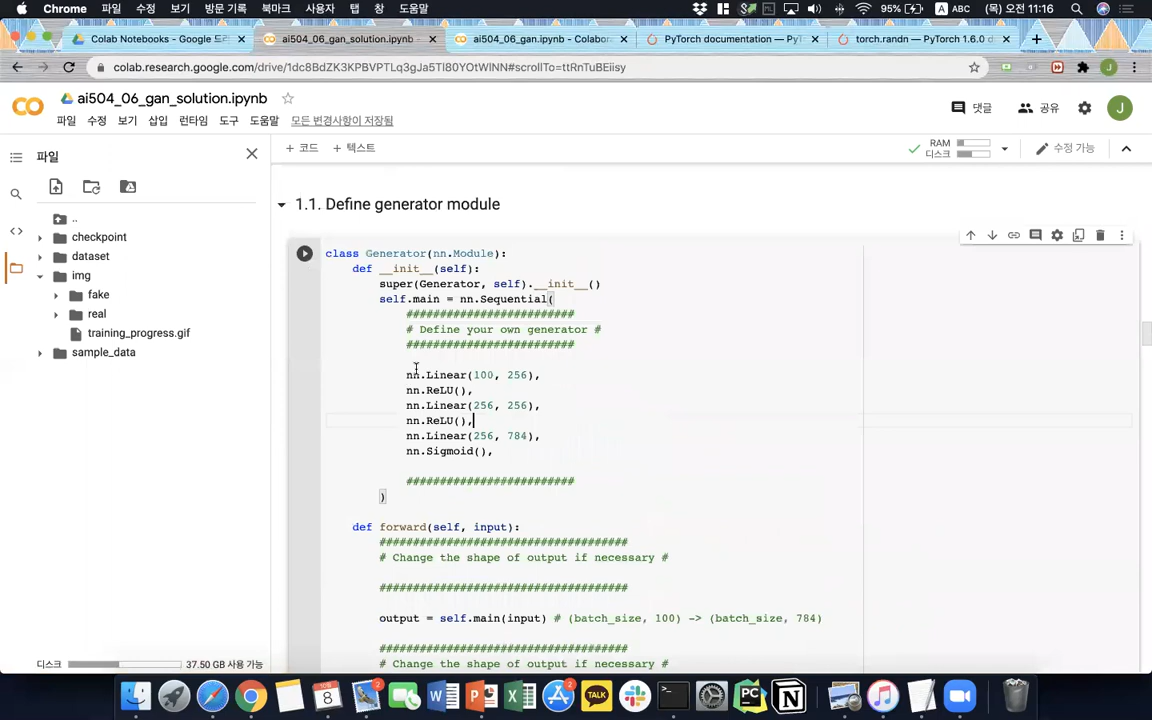 Chrome 파일 수정 보기 방문 기록 북마크 사용자 탭 창 도움말 95% A ABC (목) 오전 11:16
Colab Notebooks - Google 드라 ai504_06_gan_solution.ipynb - ai504_06_gan.ipynb - Colabora PyTorch documentation — PyT torch.randn — PyTorch 1.6.0 d
J
ai504_06_gan_solution.ipynb
댓글 공유 J
파일 수정 보기 삽입 런타임 도구 도움말 모든 변경사항이 저장됨
파일
+ 코드 + 텍스트
RAM
디스크
수정 가능
..
checkpoint
dataset
img
fake
real
training_progress.gif
sample_data
1.1. Define generator module
class Generator(nn.Module):
def __init__(self):
super(Generator, self).__init__()
self.main = nn.Sequential(
#########################
# Define your own generator #
#########################
nn.Linear(100, 256),
nn.ReLU(),
nn.Linear(256, 256),
nn.ReLU(),
nn.Linear(256, 784),
nn.Sigmoid(),
#########################
)
def forward(self, input):
#####################################
# Change the shape of output if necessary #
#####################################
output = self.main(input) # (batch_size, 100) -> (batch_size, 784)
#####################################
# Change the shape of output if necessary #
디스크 37.50 GB 사용 가능
8
2
W
P
X
2
TALK
PC
N